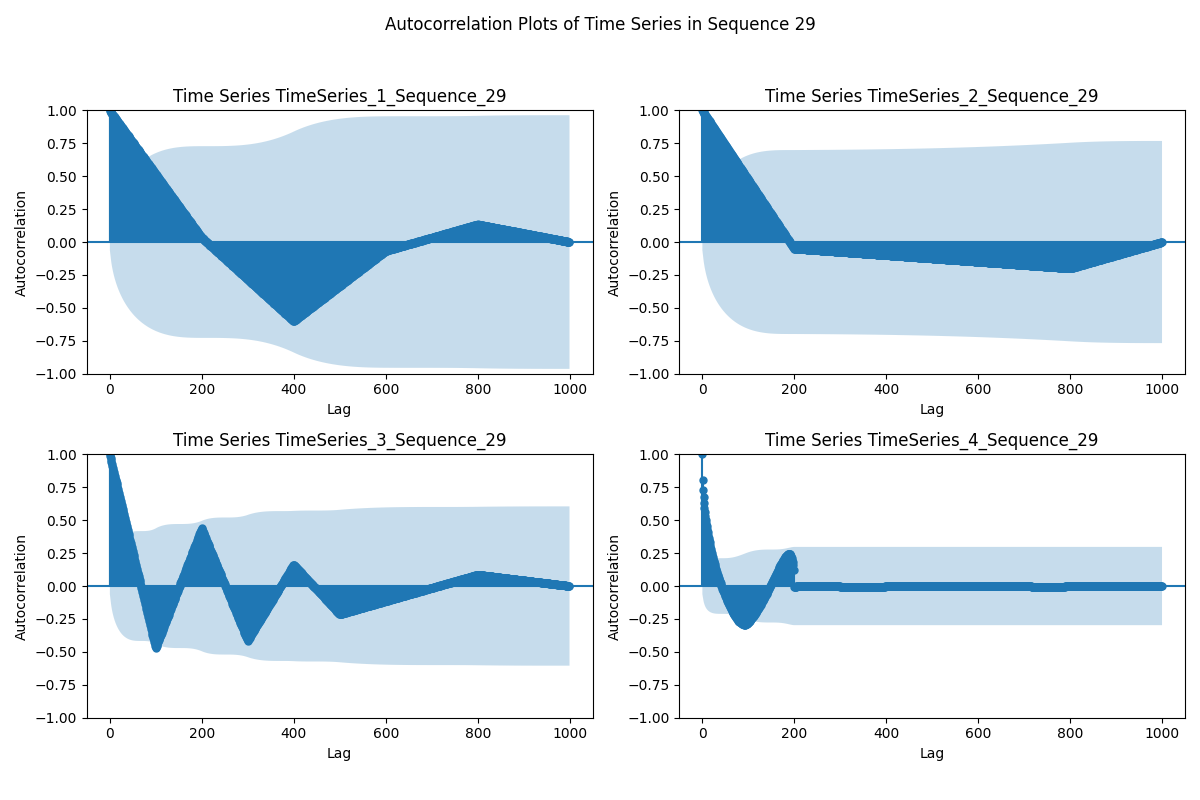 Autocorrelation Plots of Time Series in Sequence 29
Time Series TimeSeries_1_Sequence_29
1.00
0.75
0.50
0.25
0.00
−0.25
−0.50
−0.75
−1.00
Autocorrelation
0 200 400 600 800 1000
Lag
Time Series TimeSeries_2_Sequence_29
1.00
0.75
0.50
0.25
0.00
−0.25
−0.50
−0.75
−1.00
Autocorrelation
0 200 400 600 800 1000
Lag
Time Series TimeSeries_3_Sequence_29
1.00
0.75
0.50
0.25
0.00
−0.25
−0.50
−0.75
−1.00
Autocorrelation
0 200 400 600 800 1000
Lag
Time Series TimeSeries_4_Sequence_29
1.00
0.75
0.50
0.25
0.00
−0.25
−0.50
−0.75
−1.00
Autocorrelation
0 200 400 600 800 1000
Lag